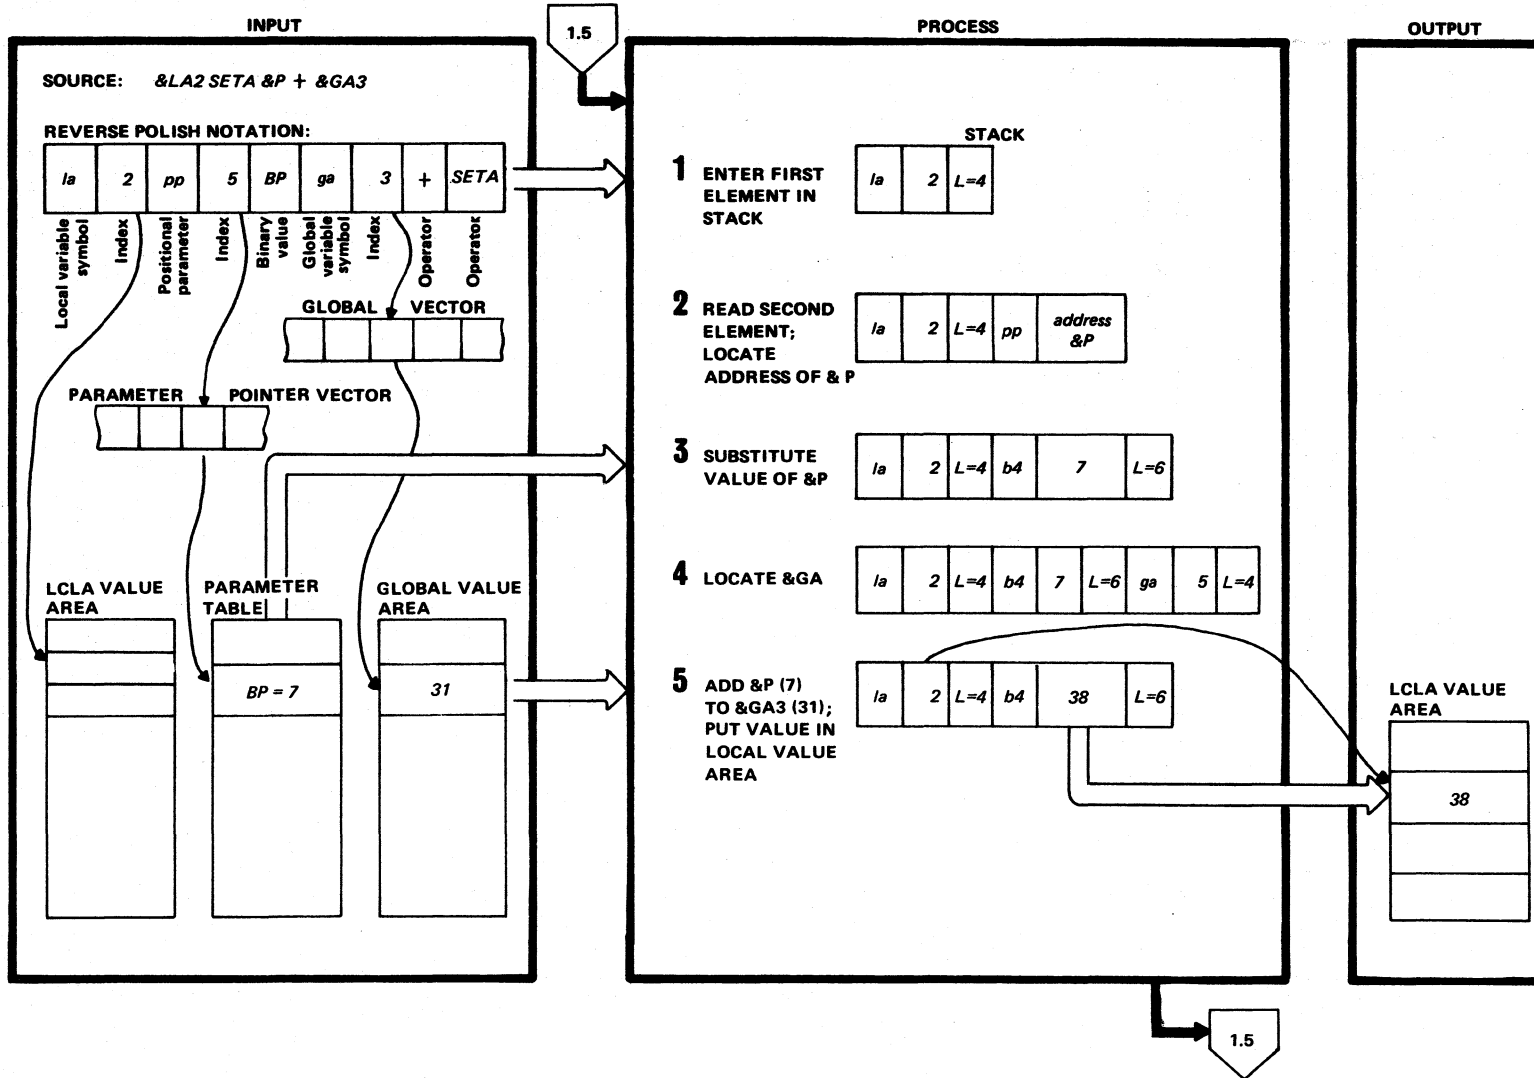 INPUT
SOURCE: &LA2 SETA &P + &GA3
REVERSE POLISH NOTATION:
la 2 pp 5 BP ga 3 + SETA
Local variable symbol
Index
Positional parameter
Index
Binary value
Global variable symbol
Index
Operator
Operator
GLOBAL VECTOR
PARAMETER POINTER VECTOR
LCLA VALUE
AREA
PARAMETER
TABLE
GLOBAL VALUE
AREA
BP = 7
31
1.5
PROCESS
STACK
1 ENTER FIRST
ELEMENT IN
STACK
la 2 L=4
2 READ SECOND
ELEMENT;
LOCATE
ADDRESS OF & P
la 2 L=4 pp address &P
3 SUBSTITUTE
VALUE OF &P
la 2 L=4 b4 7 L=6
4 LOCATE &GA
la 2 L=4 b4 7 L=6 ga 5 L=4
5 ADD &P (7)
TO &GA3 (31);
PUT VALUE IN
LOCAL VALUE
AREA
la 2 L=4 b4 38 L=6
1.5
OUTPUT
LCLA VALUE
AREA
38